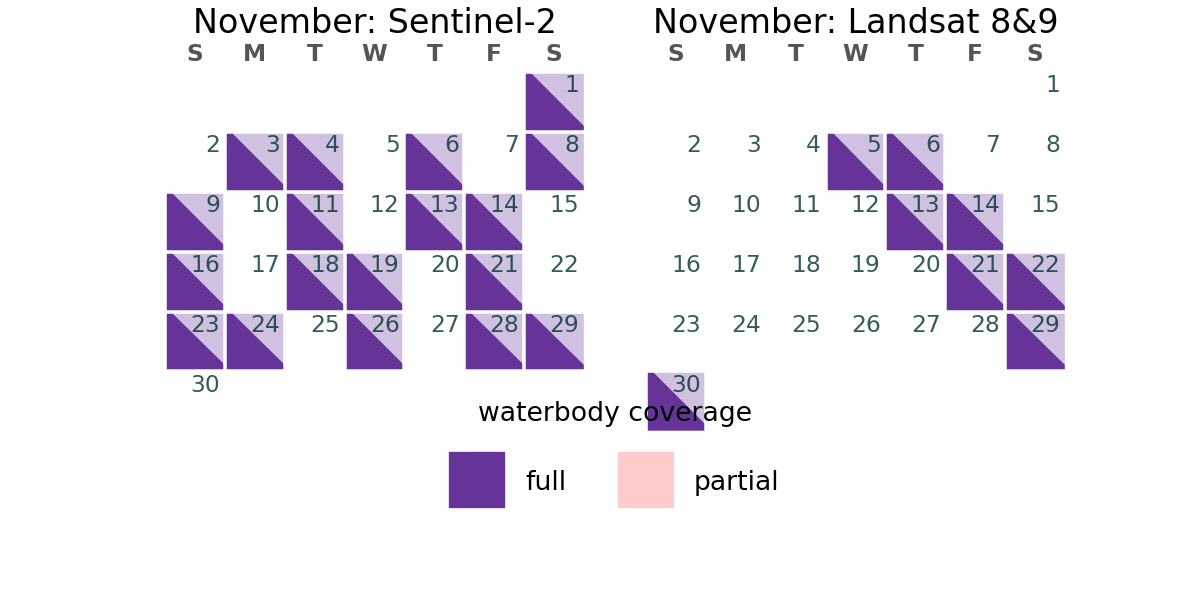 November: Sentinel-2
S M T W T F S
1
2 3 4 5 6 7 8
9 10 11 12 13 14 15
16 17 18 19 20 21 22
23 24 25 26 27 28 29
30
November: Landsat 8&9
S M T W T F S
1
2 3 4 5 6 7 8
9 10 11 12 13 14 15
16 17 18 19 20 21 22
23 24 25 26 27 28 29
30
waterbody coverage
full partial